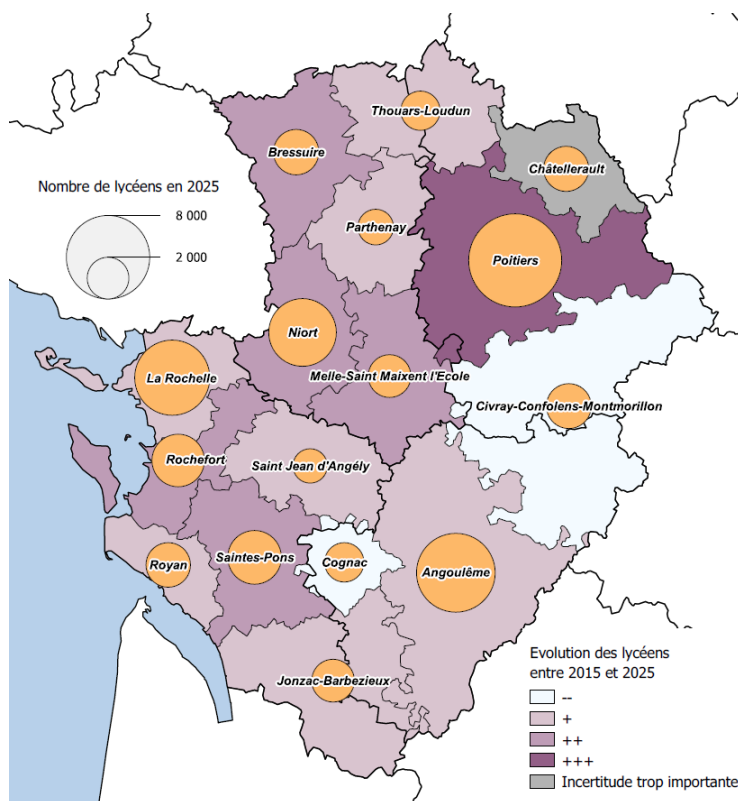 Thouars-Loudun
Bressuire
Châtellerault
Nombre de lycéens en 2025
8 000
2 000
Parthenay
Poitiers
Niort
La Rochelle
Melle-Saint Maixent l'Ecole
Civray-Confolens-Montmorillon
Rochefort
Saint Jean d'Angély
Royan
Saintes-Pons
Cognac
Angoulême
Jonzac-Barbezieux
Evolution des lycéens
entre 2015 et 2025
--
+
++
+++
Incertitude trop importante